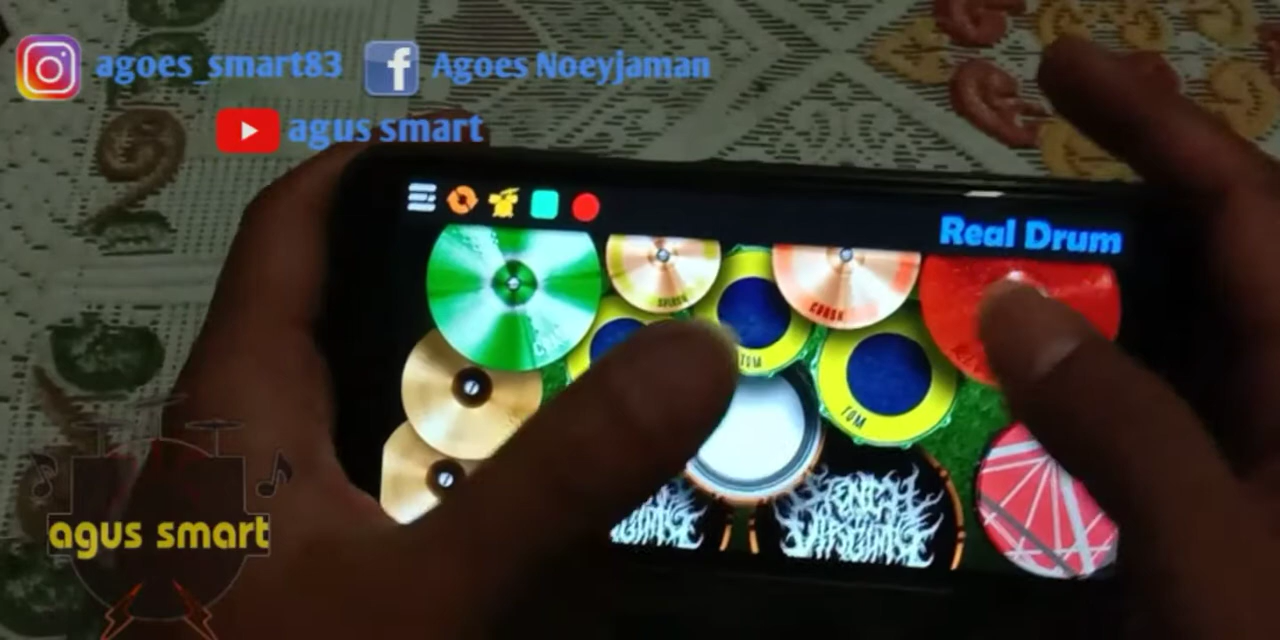 agoes_smart83 Agoes Noeyjaman
agus smart
Real Drum
SPLASH
CRASH
TOM
TOM
agus smart